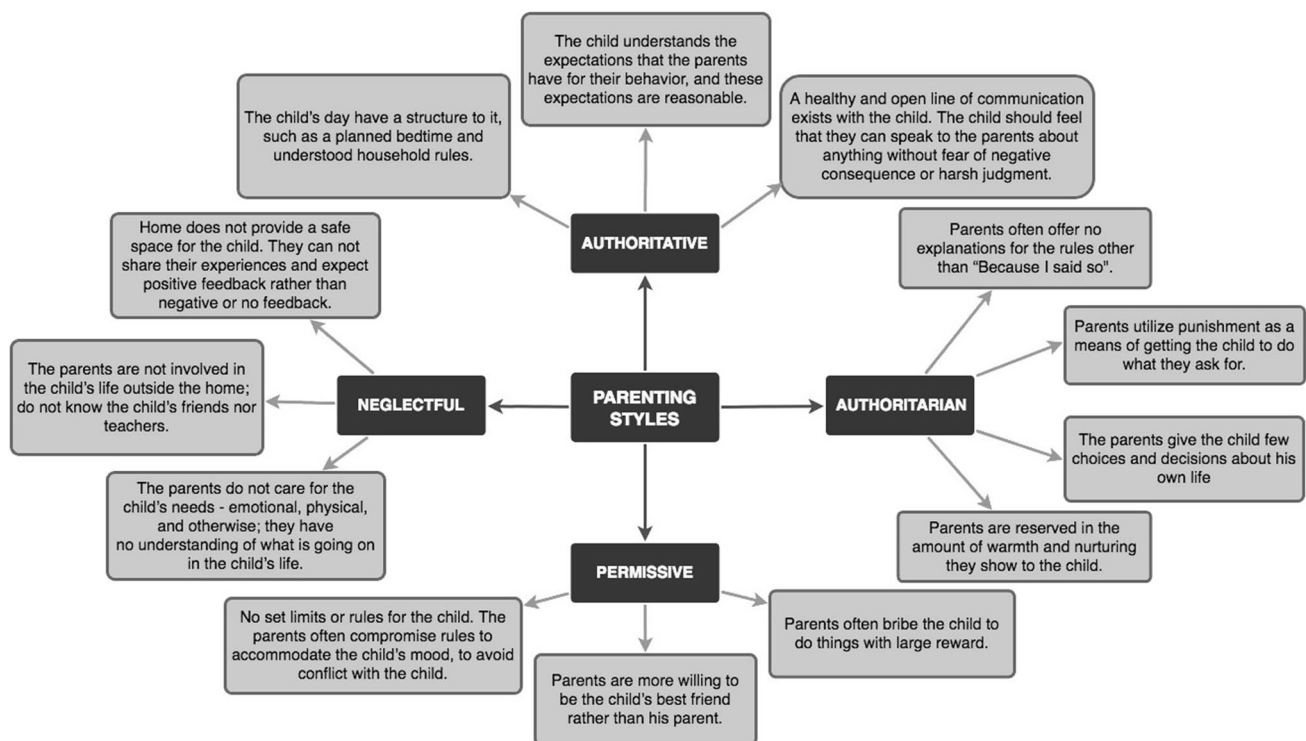 The child understands the
expectations that the parents
have for their behavior, and these
expectations are reasonable.
The child's day have a structure to it,
such as a planned bedtime and
understood household rules.
A healthy and open line of communication
exists with the child. The child should feel
that they can speak to the parents about
anything without fear of negative
consequence or harsh judgment.
AUTHORITATIVE
Home does not provide a safe
space for the child. They can not
share their experiences and expect
positive feedback rather than
negative or no feedback.
The parents are not involved in
the child's life outside the home;
do not know the child's friends nor
teachers.
The parents do not care for the
child's needs - emotional, physical,
and otherwise; they have
no understanding of what is going on
in the child's life.
NEGLECTFUL
PARENTING
STYLES
AUTHORITARIAN
Parents often offer no
explanations for the rules other
than “Because I said so".
Parents utilize punishment as a
means of getting the child to do
what they ask for.
The parents give the child few
choices and decisions about his
own life
Parents are reserved in the
amount of warmth and nurturing
they show to the child.
PERMISSIVE
No set limits or rules for the child. The
parents often compromise rules to
accommodate the child's mood, to avoid
conflict with the child.
Parents are more willing to
be the child's best friend
rather than his parent.
Parents often bribe the child to
do things with large reward.